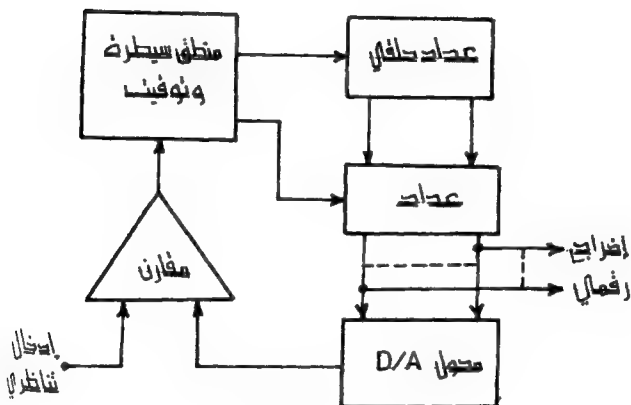 منطق سيطرة
وتوقيت
عداد حلقي
عداد
إخراج
رقمي
مقارن
إدخال
تناظري
محول D/A